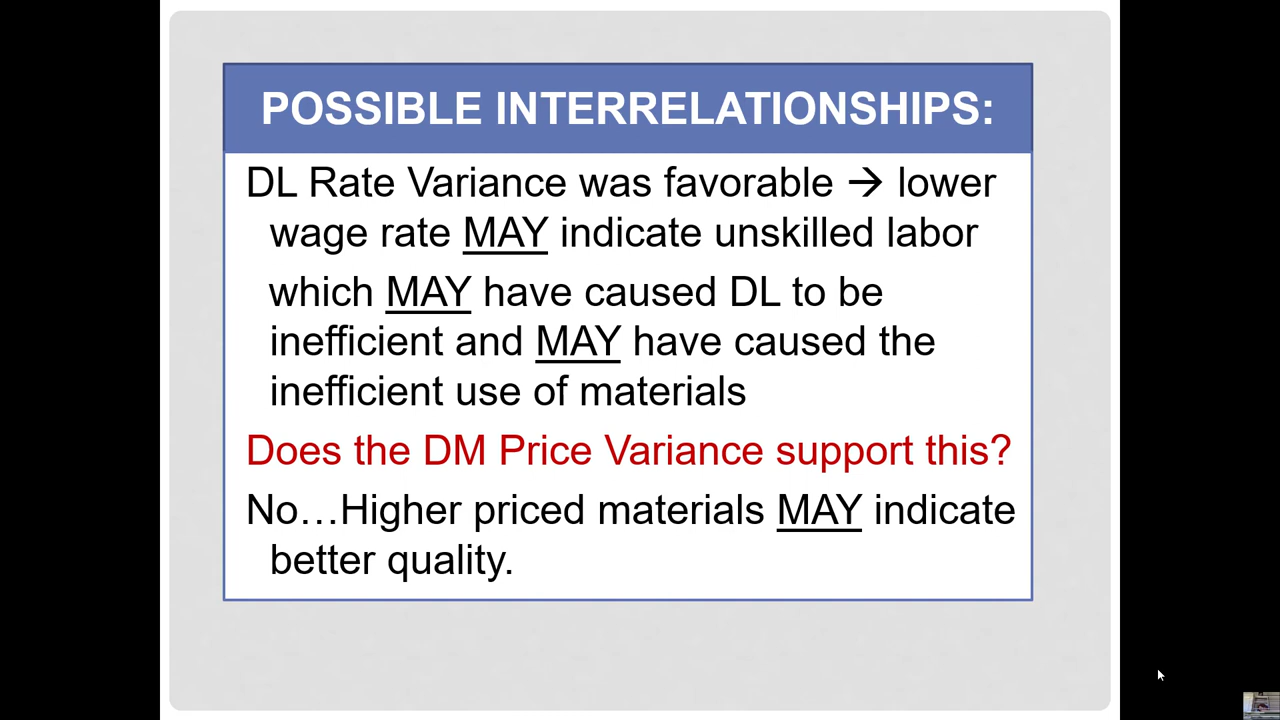 POSSIBLE INTERRELATIONSHIPS:
DL Rate Variance was favorable → lower
wage rate MAY indicate unskilled labor
which MAY have caused DL to be
inefficient and MAY have caused the
inefficient use of materials
Does the DM Price Variance support this?
No…Higher priced materials MAY indicate
better quality.